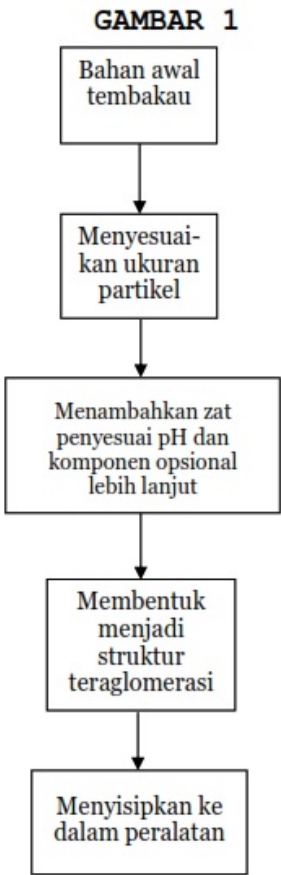 GAMBAR 1
Bahan awal
tembakau
Menyesuai-
kan ukuran
partikel
Menambahkan zat
penyesuai pH dan
komponen opsional
lebih lanjut
Membentuk
menjadi
struktur
teraglomerasi
Menyisipkan ke
dalam peralatan